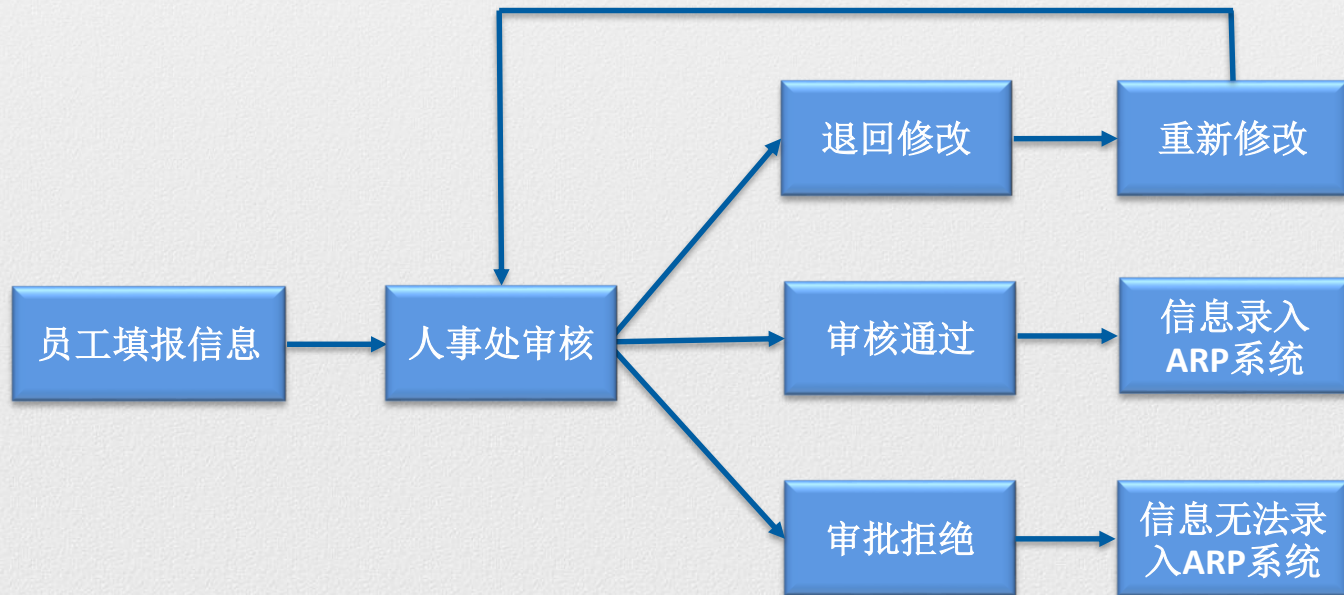 退回修改
重新修改
员工填报信息
人事处审核
审核通过
信息录入
ARP系统
审批拒绝
信息无法录
入ARP系统